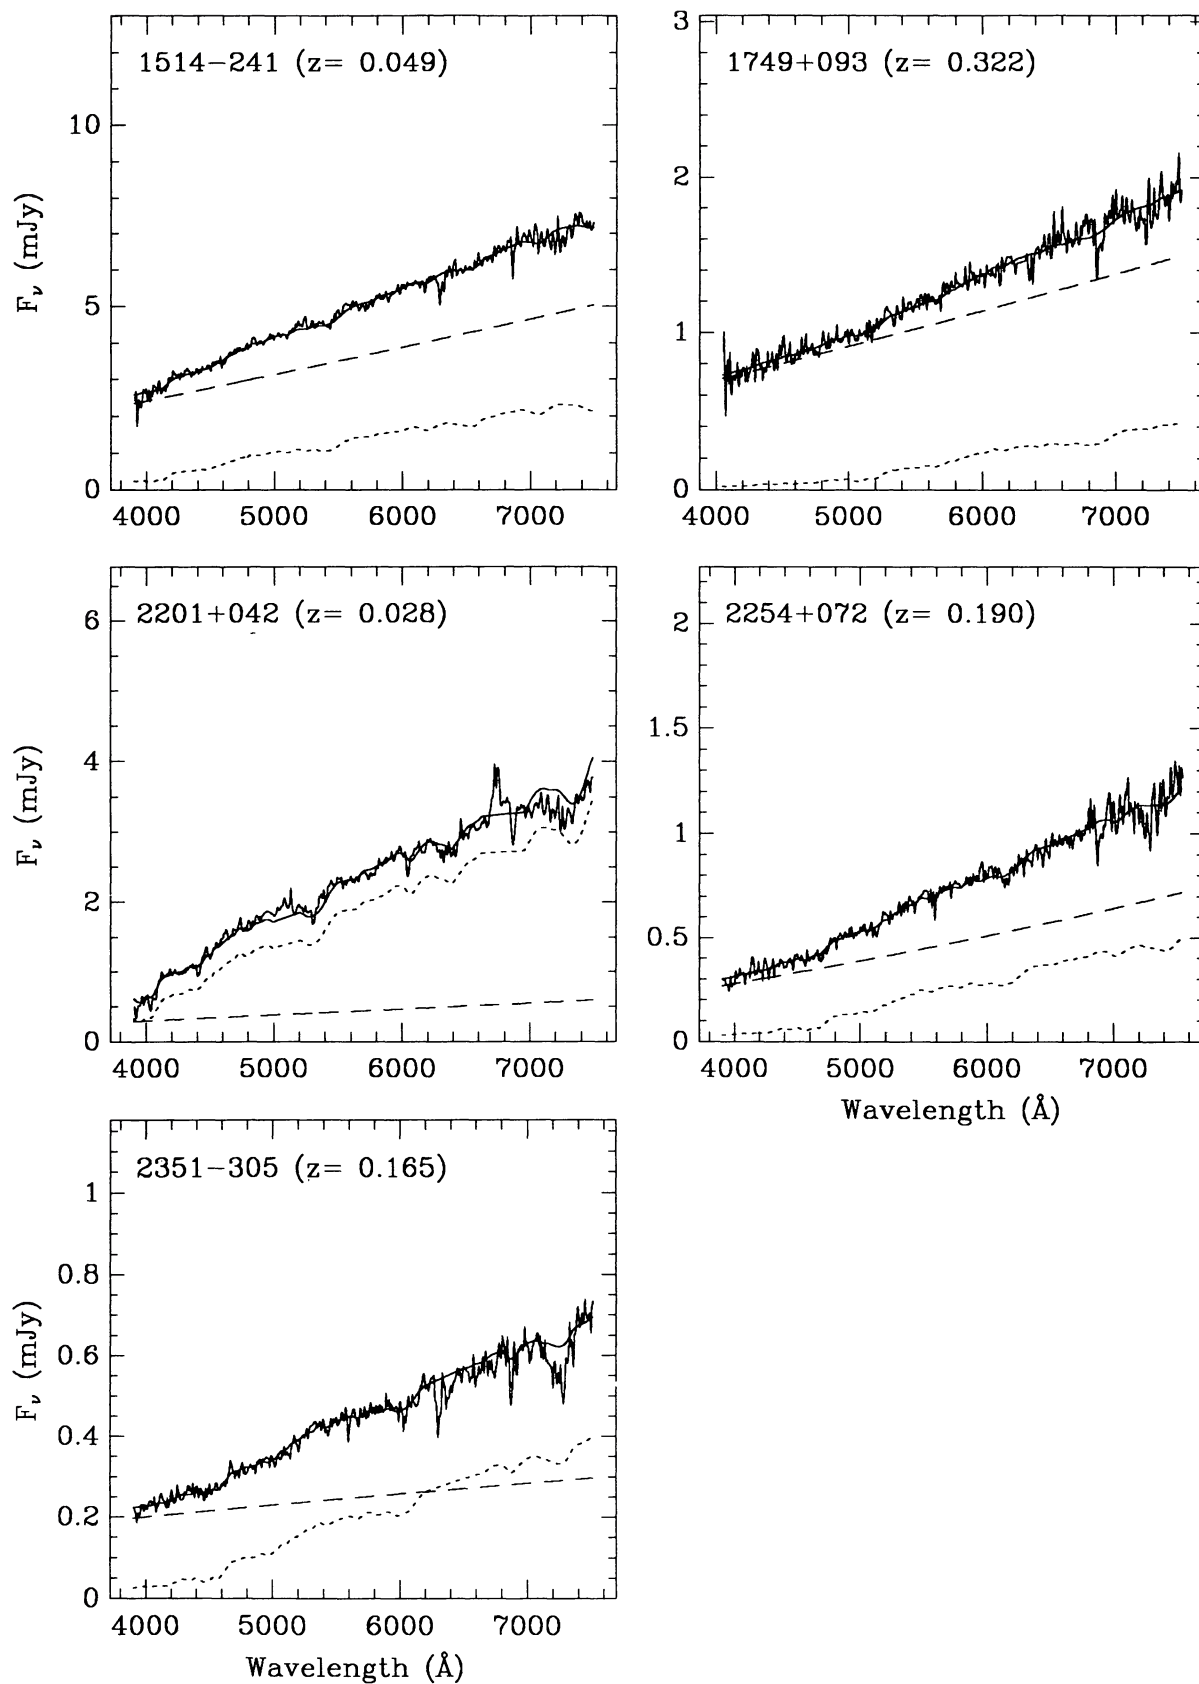 1514−241 (z= 0.049)
10
5
0
F_ν (mJy)
4000 5000 6000 7000
1749+093 (z= 0.322)
3
2
1
0
4000 5000 6000 7000
2201+042 (z= 0.028)
6
4
2
0
F_ν (mJy)
4000 5000 6000 7000
2254+072 (z= 0.190)
2
1.5
1
0.5
0
4000 5000 6000 7000
Wavelength (Å)
2351−305 (z= 0.165)
1
0.8
0.6
0.4
0.2
0
F_ν (mJy)
4000 5000 6000 7000
Wavelength (Å)